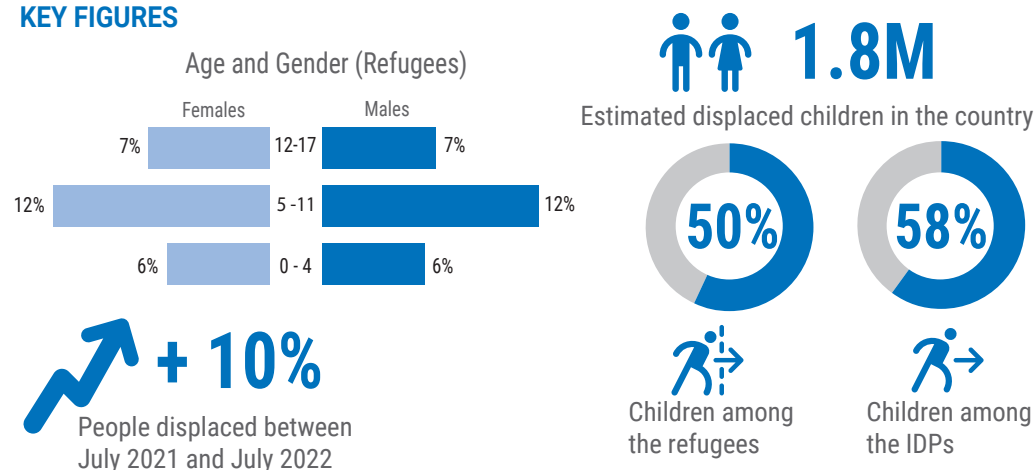 KEY FIGURES
Age and Gender (Refugees)
Females
Males
7%
12-17
7%
12%
5 -11
12%
6%
0 - 4
6%
+ 10%
People displaced between
July 2021 and July 2022
1.8M
Estimated displaced children in the country
50%
58%
Children among
the refugees
Children among
the IDPs